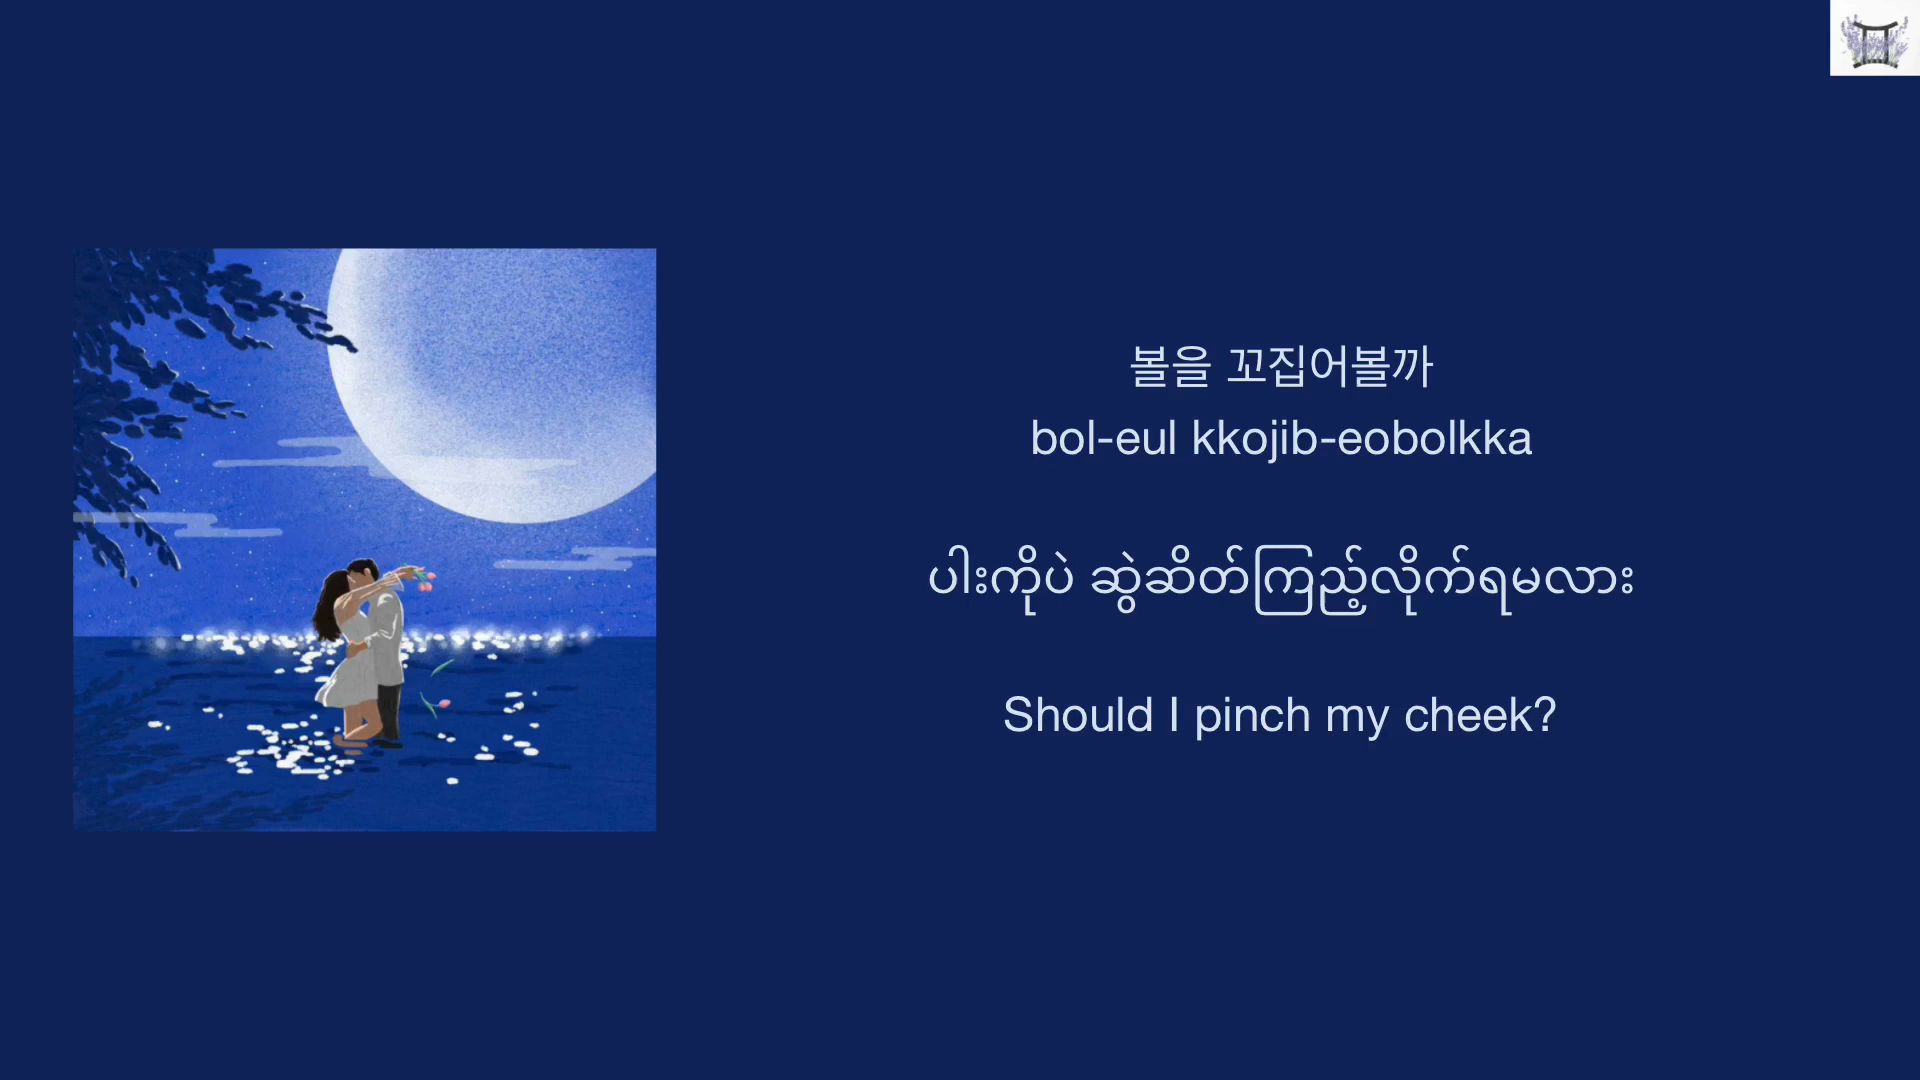 볼을 꼬집어볼까
bol-eul kkojib-eobolkka
ပါးကိုပဲ ဆွဲဆိတ်ကြည့်လိုက်ရမလား
Should I pinch my cheek?